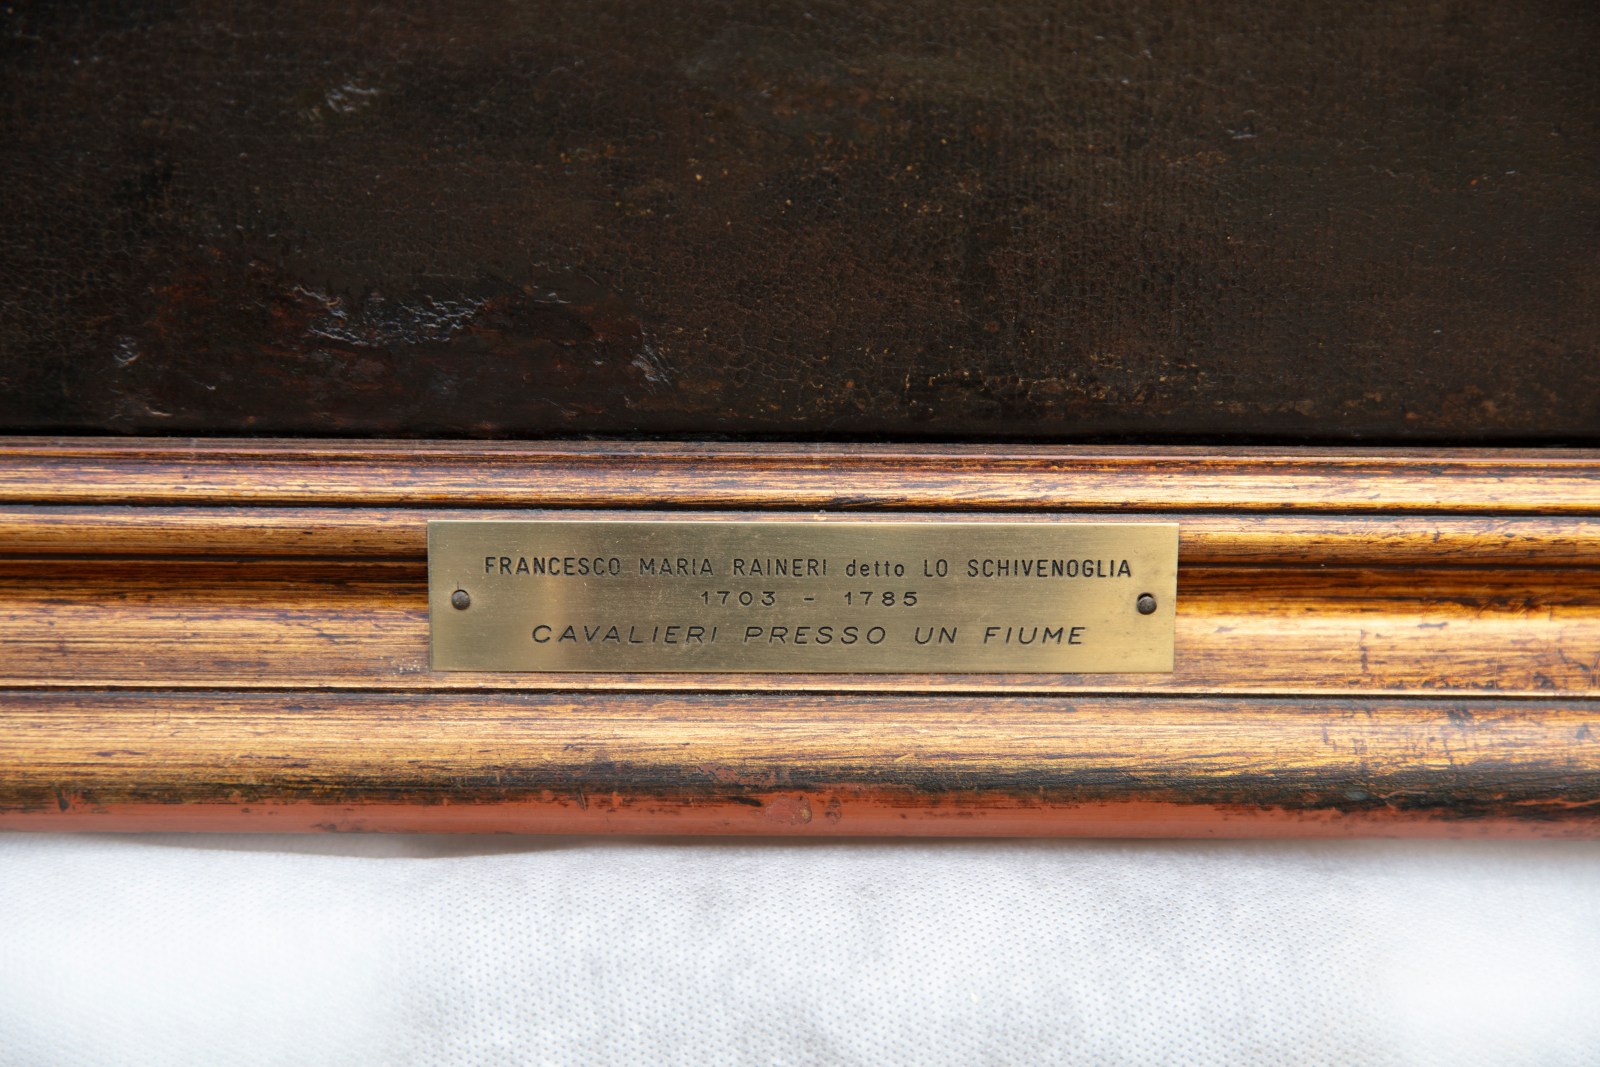 FRANCESCO MARIA RAINERI detto LO SCHIVENOGLIA
1703 - 1785
CAVALIERI PRESSO UN FIUME